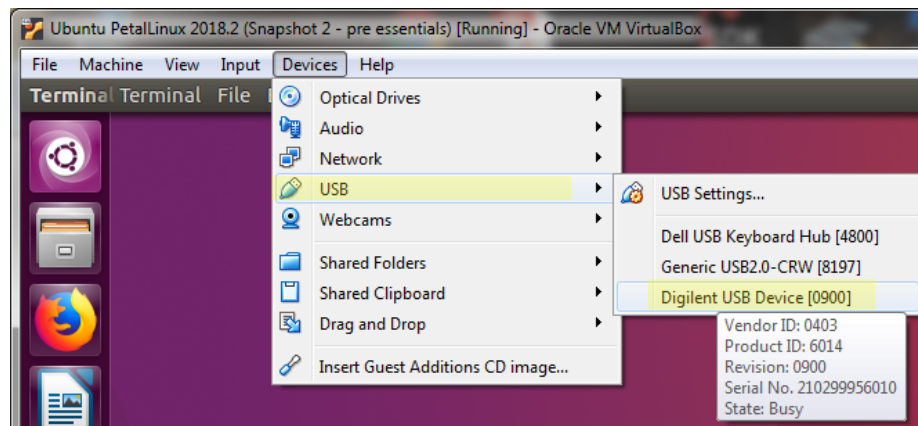 Ubuntu PetalLinux 2018.2 (Snapshot 2 - pre essentials) [Running] - Oracle VM VirtualBox
File Machine View Input Devices Help
Terminal Terminal File
Optical Drives
Audio
Network
USB
Webcams
Shared Folders
Shared Clipboard
Drag and Drop
Insert Guest Additions CD image...
USB Settings...
Dell USB Keyboard Hub [4800]
Generic USB2.0-CRW [8197]
Digilent USB Device [0900]
Vendor ID: 0403
Product ID: 6014
Revision: 0900
Serial No. 210299956010
State: Busy